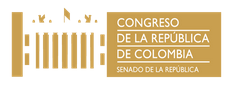 CONGRESO
DE LA REPÚBLICA
DE COLOMBIA
SENADO DE LA REPÚBLICA